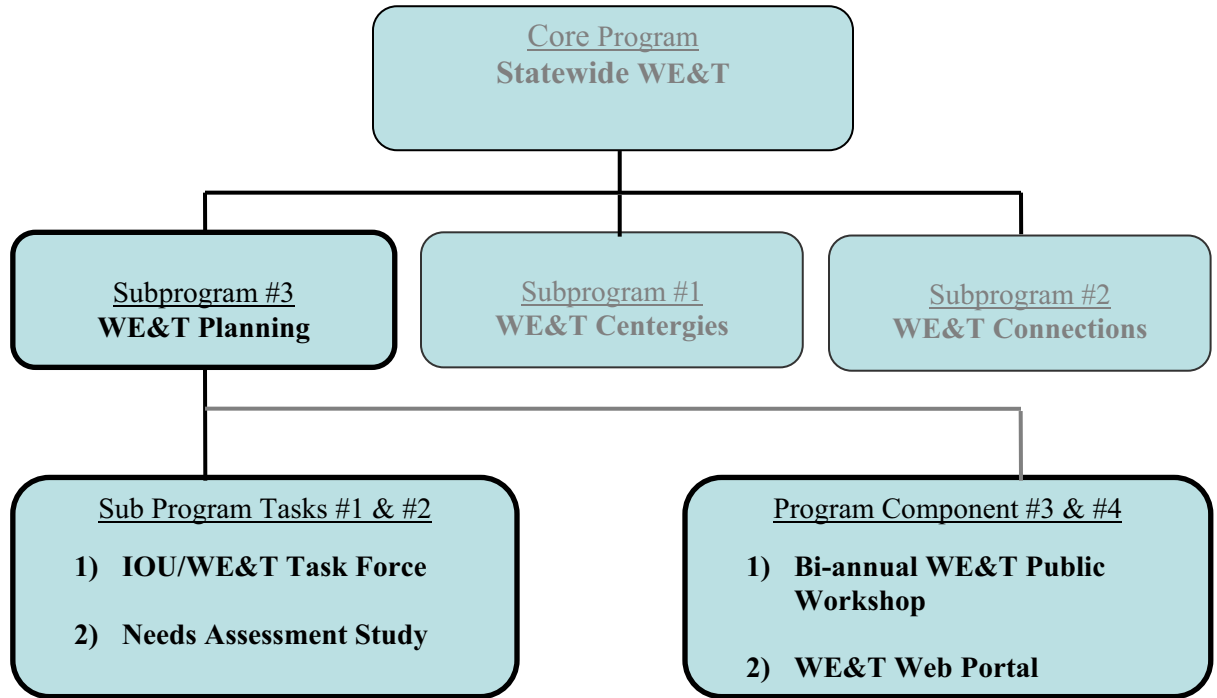 Core Program
Statewide WE&T
Subprogram #3
WE&T Planning
Subprogram #1
WE&T Centergies
Subprogram #2
WE&T Connections
Sub Program Tasks #1 & #2
1) IOU/WE&T Task Force
2) Needs Assessment Study
Program Component #3 & #4
1) Bi-annual WE&T Public
Workshop
2) WE&T Web Portal